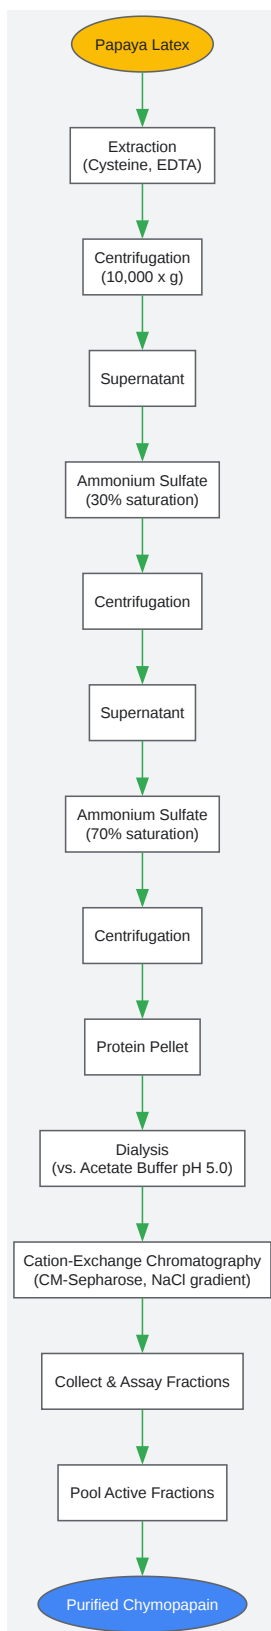 Papaya Latex
Extraction
(Cysteine, EDTA)
Centrifugation
(10,000 x g)
Supernatant
Ammonium Sulfate
(30% saturation)
Centrifugation
Supernatant
Ammonium Sulfate
(70% saturation)
Centrifugation
Protein Pellet
Dialysis
(vs. Acetate Buffer pH 5.0)
Cation-Exchange Chromatography
(CM-Sepharose, NaCl gradient)
Collect & Assay Fractions
Pool Active Fractions
Purified Chymopapain